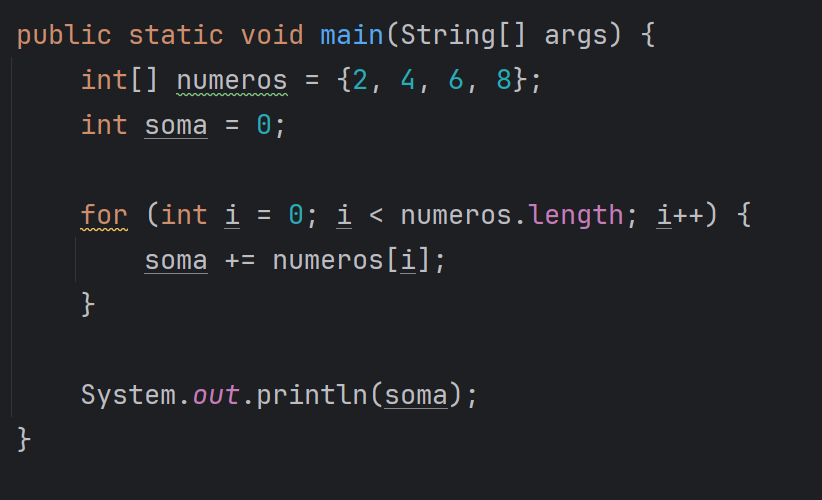 public static void main(String[] args) {
    int[] numeros = {2, 4, 6, 8};
    int soma = 0;

    for (int i = 0; i < numeros.length; i++) {
        soma += numeros[i];
    }

    System.out.println(soma);
}